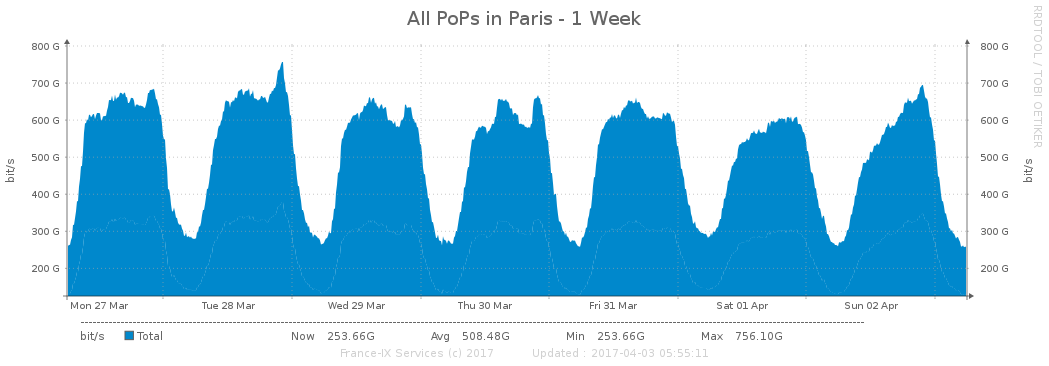 All PoPs in Paris - 1 Week
RRDTOOL / TOBI OETIKER
bit/s
bit/s
800 G 800 G
700 G 700 G
600 G 600 G
500 G 500 G
400 G 400 G
300 G 300 G
200 G 200 G
Mon 27 Mar Tue 28 Mar Wed 29 Mar Thu 30 Mar Fri 31 Mar Sat 01 Apr Sun 02 Apr
bit/s Total Now 253.66G Avg 508.48G Min 253.66G Max 756.10G
France-IX Services (c) 2017 Updated : 2017-04-03 05:55:11